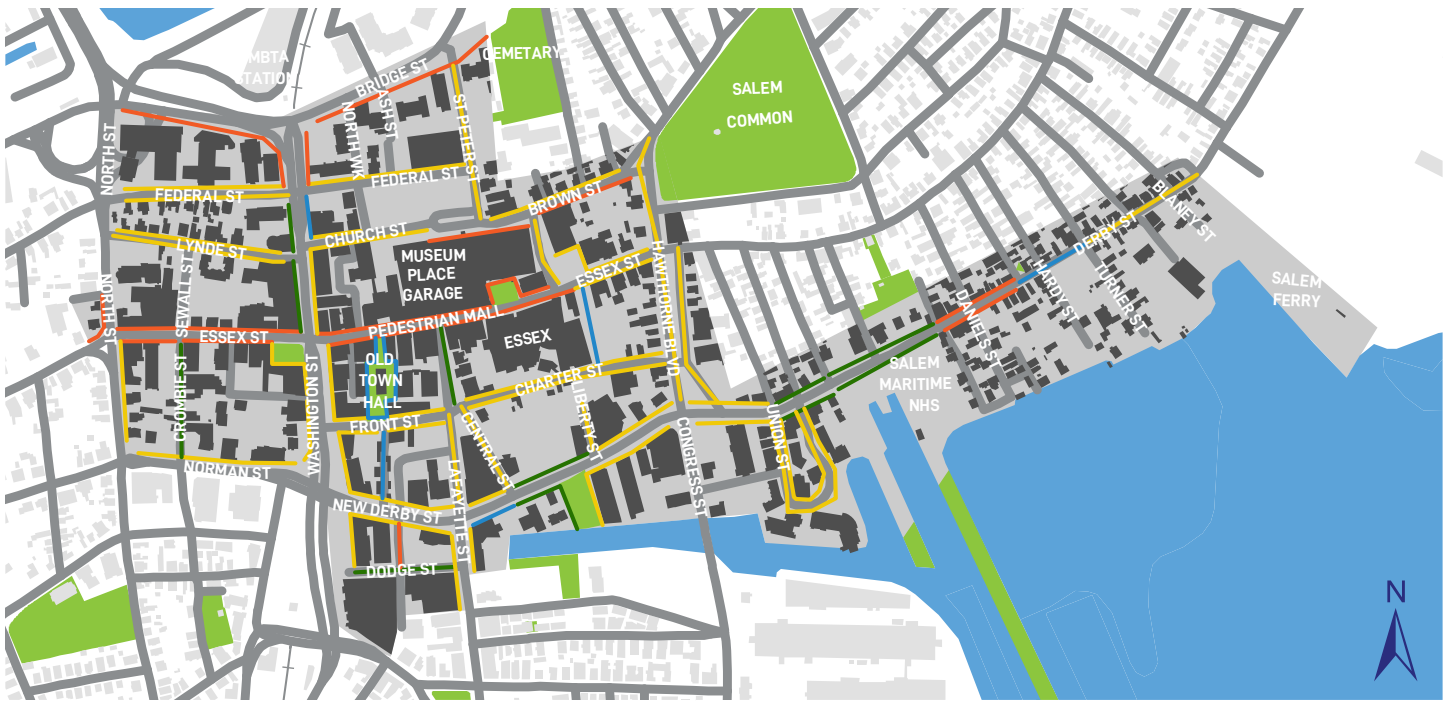 MBTA
STATION
CEMETARY
BRIDGE ST
ASH ST
NORTH WK
ST PETER ST
SALEM
COMMON
NORTH ST
FEDERAL ST
FEDERAL ST
BROWN ST
BLANEY ST
LYNDE ST
CHURCH ST
DERBY ST
MUSEUM
PLACE
GARAGE
HAWTHORNE BLVD
ESSEX ST
SEWALL ST
NORTH ST
HARDY ST
TURNER ST
SALEM
FERRY
DANIELS ST
ESSEX ST
PEDESTRIAN MALL
ESSEX
OLD
TOWN
HALL
CROMBIE ST
WASHINGTON ST
CHARTER ST
LIBERTY ST
SALEM
MARITIME
NHS
FRONT ST
CENTRAL ST
UNION ST
CONGRESS ST
NORMAN ST
LAFAYETTE ST
NEW DERBY ST
DODGE ST
N